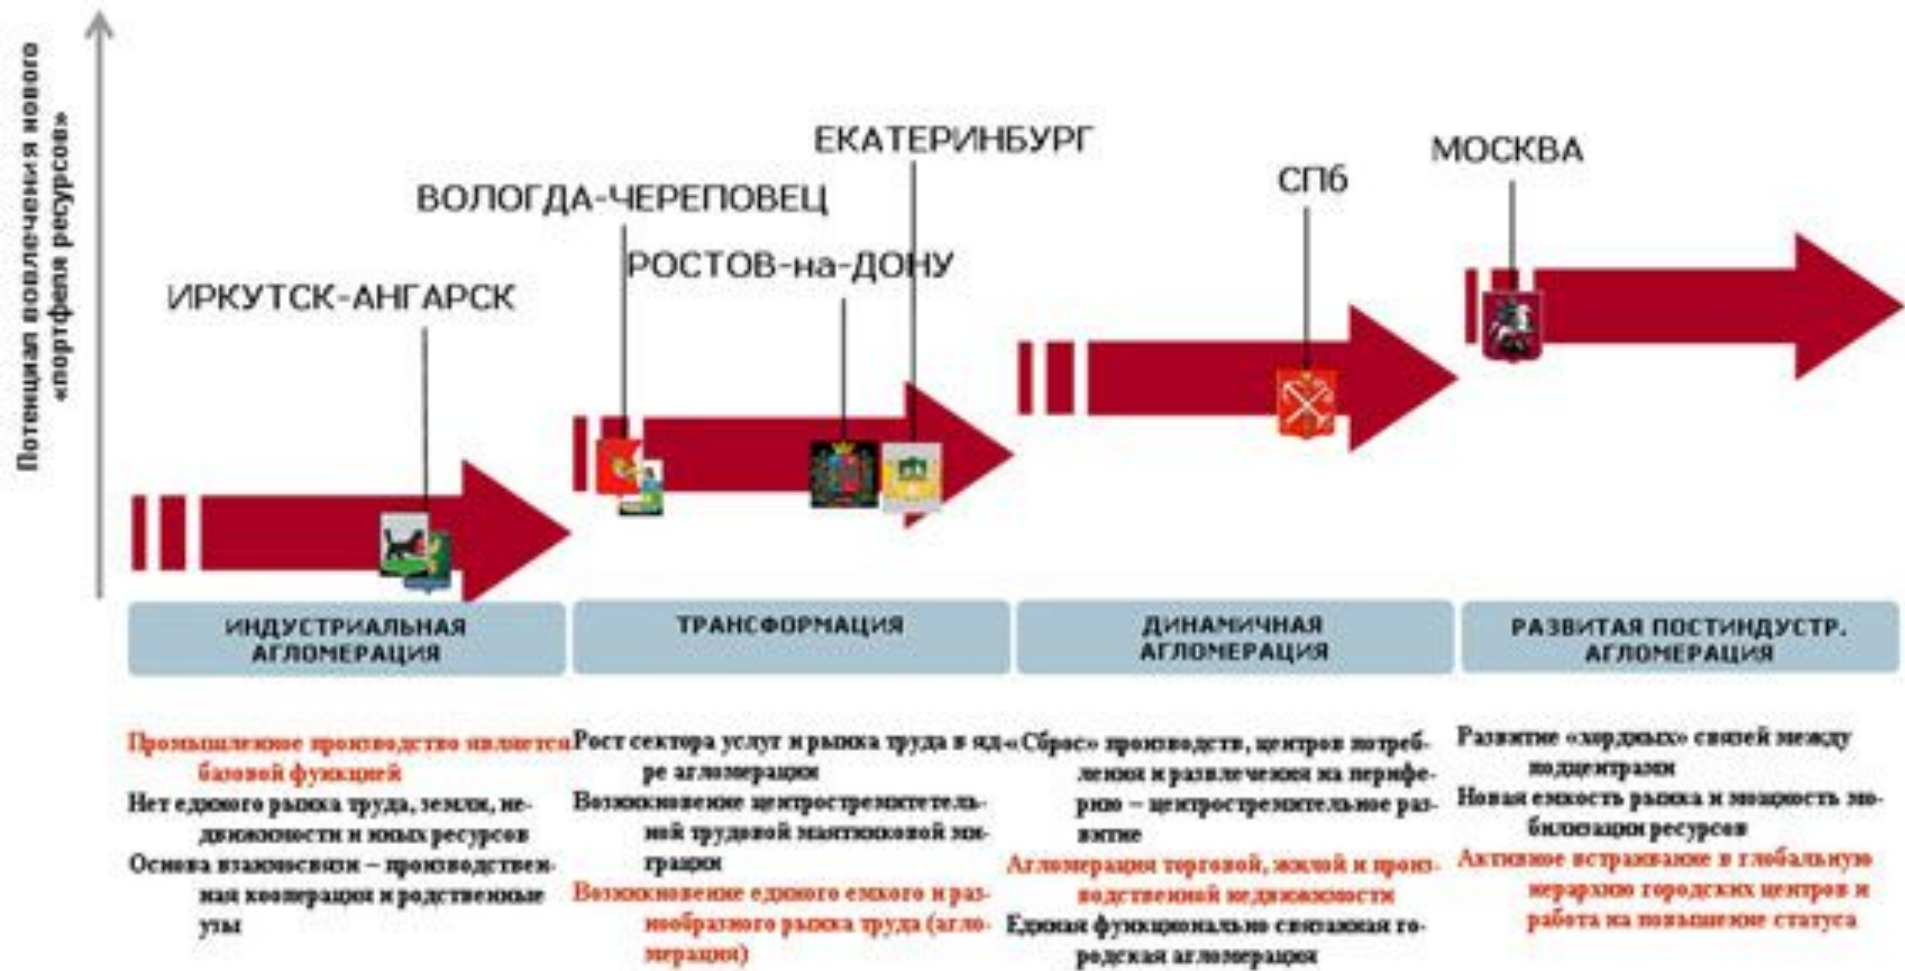 Потенциал вовлечения нового
«портфеля ресурсов»
ЕКАТЕРИНБУРГ
МОСКВА
СПб
ВОЛОГДА-ЧЕРЕПОВЕЦ
РОСТОВ-на-ДОНУ
ИРКУТСК-АНГАРСК
ИНДУСТРИАЛЬНАЯ
АГЛОМЕРАЦИЯ
ТРАНСФОРМАЦИЯ
ДИНАМИЧНАЯ
АГЛОМЕРАЦИЯ
РАЗВИТАЯ ПОСТИНДУСТР.
АГЛОМЕРАЦИЯ
Промышленное производство является
базовой функцией
Нет единого рынка труда, земли, не-
движимости и иных ресурсов
Основа взаимосвязи – производствен-
ная кооперация и родственные
узы
Рост сектора услуг и рынка труда в яд-
ре агломерации
Возникновение центростремитетель-
ной трудовой маятниковой ми-
грации
Возникновение единого емкого и раз-
нообразного рынка труда (агло-
мерация)
«Сброс» производств, центров потреб-
ления и развлечения на перифе-
рию – центростремительное раз-
витие
Агломерация торговой, жилой и произ-
водственной недвижимости
Единая функционально связанная го-
родская агломерация
Развитие «хордных» связей между
подцентрами
Новая емкость рынка и мощность мо-
билизации ресурсов
Активное встраивание в глобальную
иерархию городских центров и
работа на повышение статуса